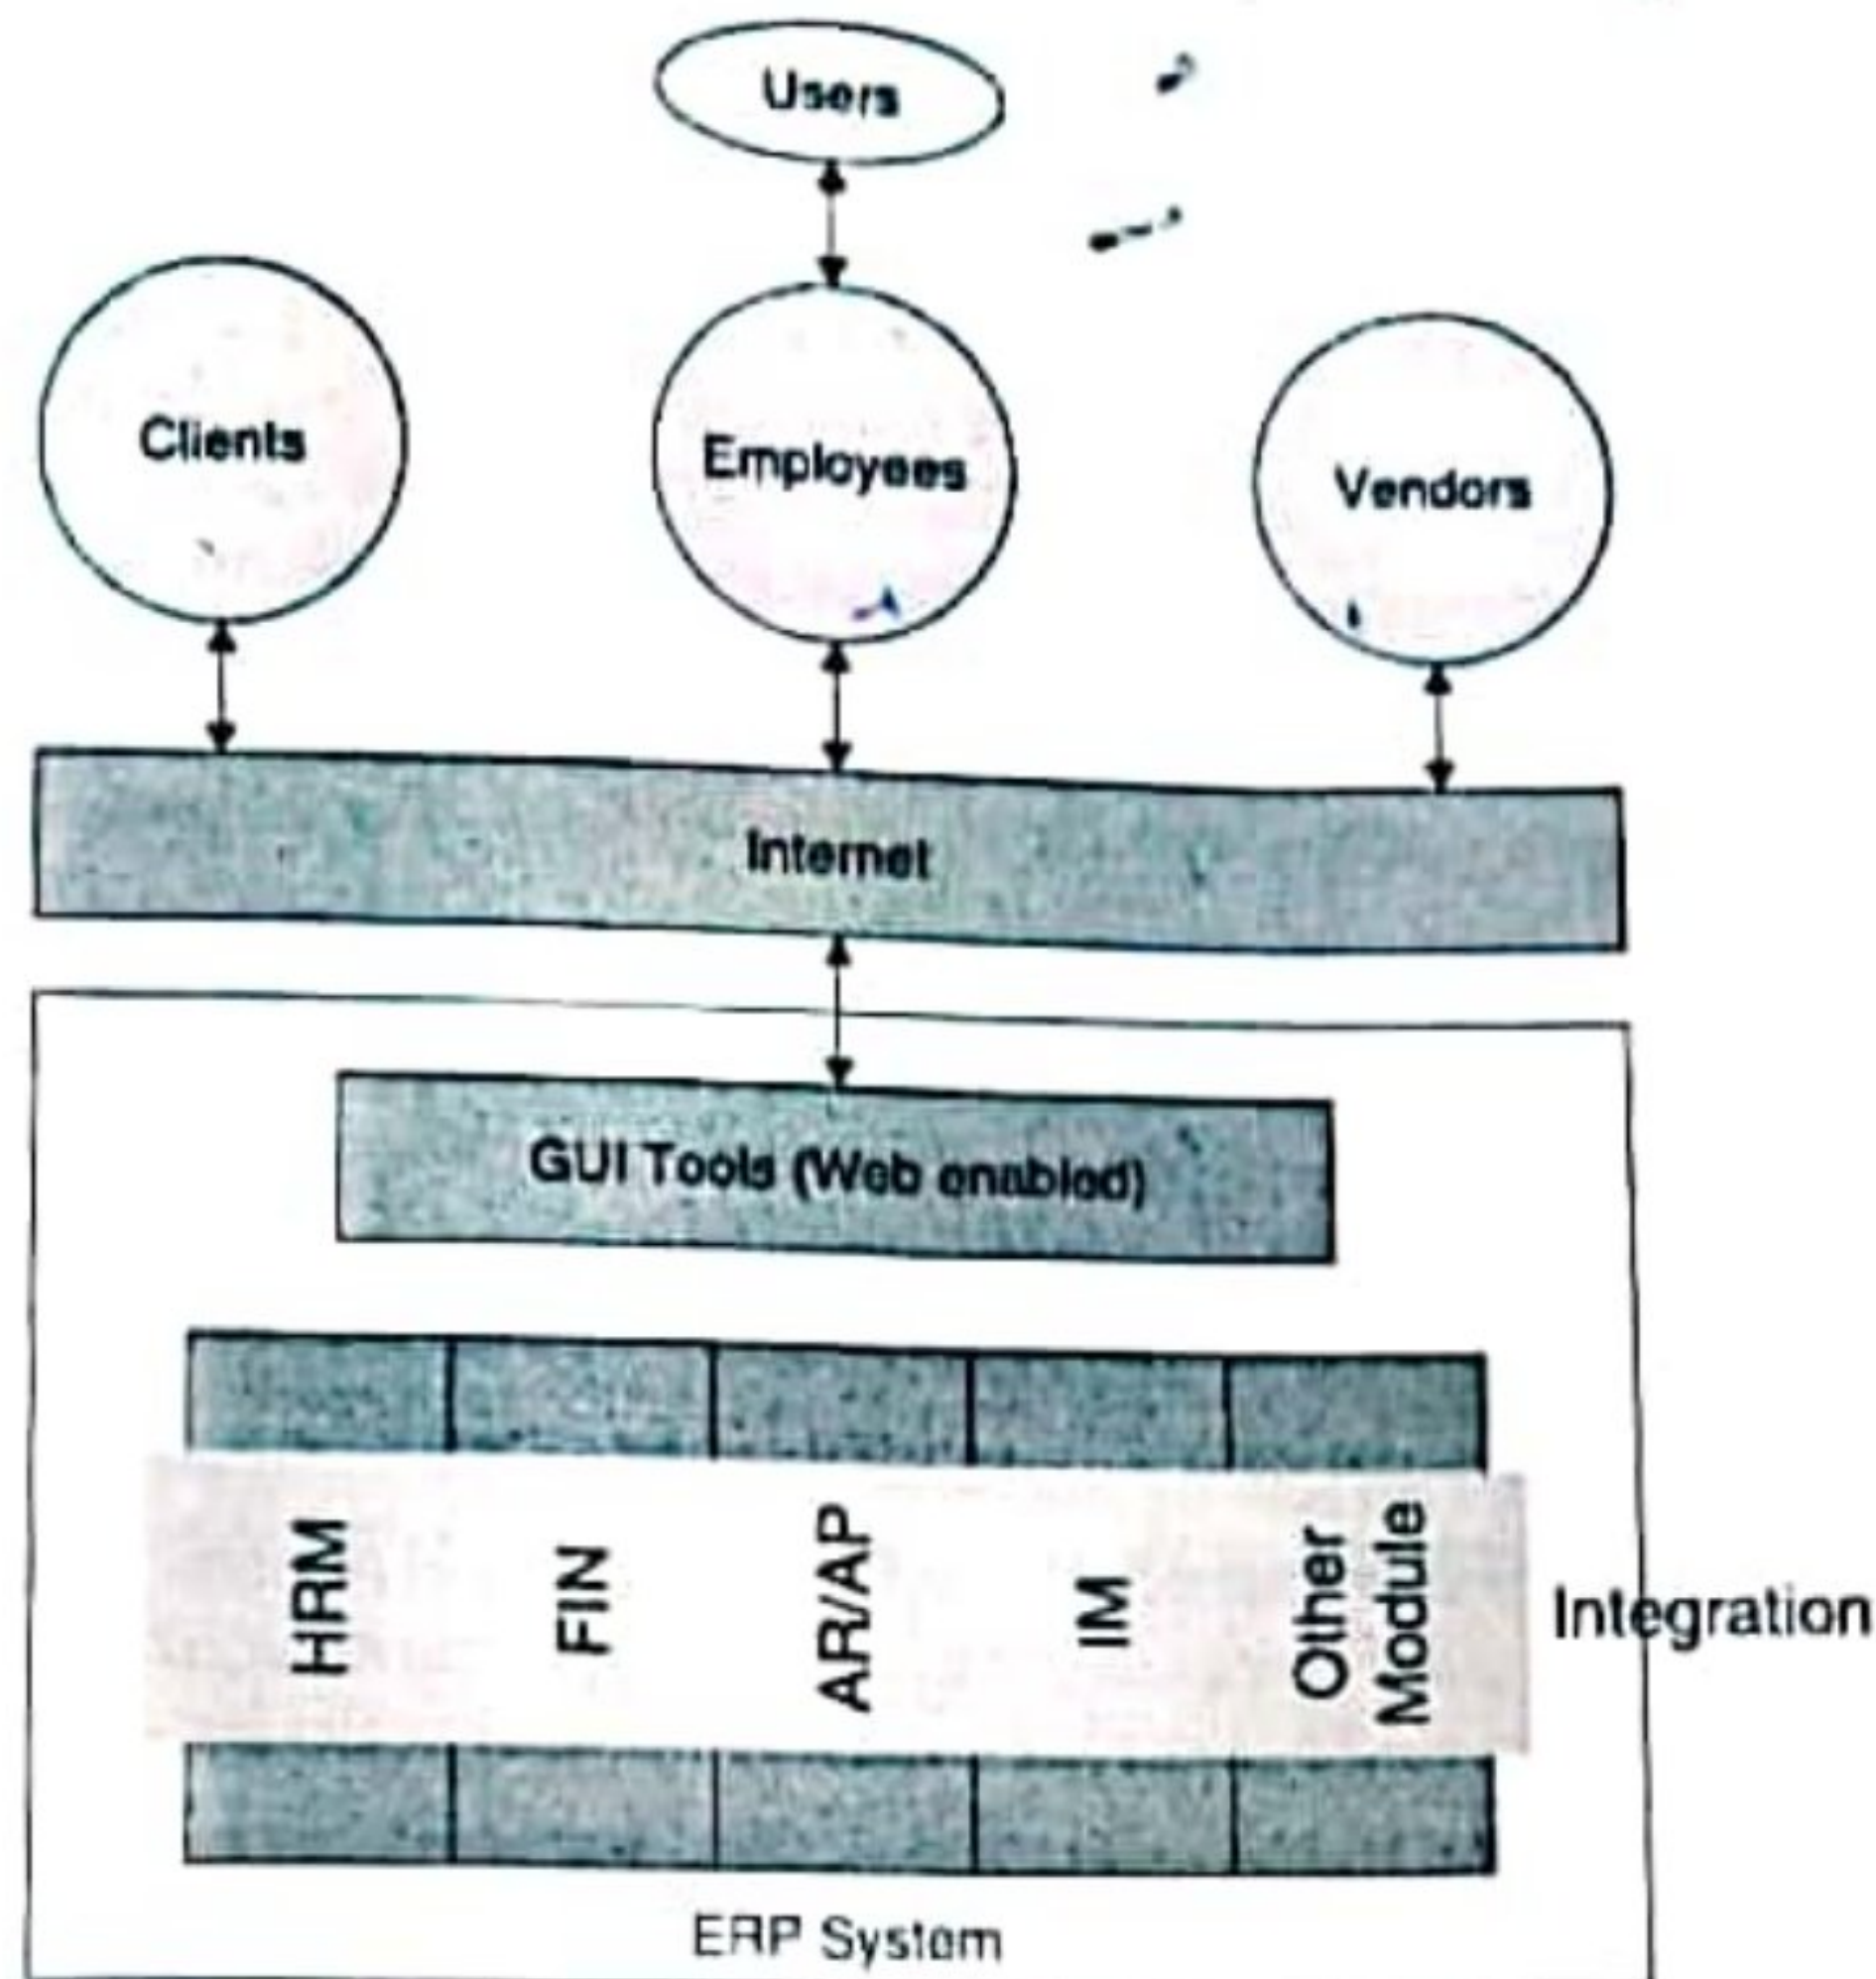 Users
Clients
Employees
Vendors
Internet
GUI Tools (Web enabled)
HRM
FIN
AR/AP
IM
Other
Module
Integration
ERP System